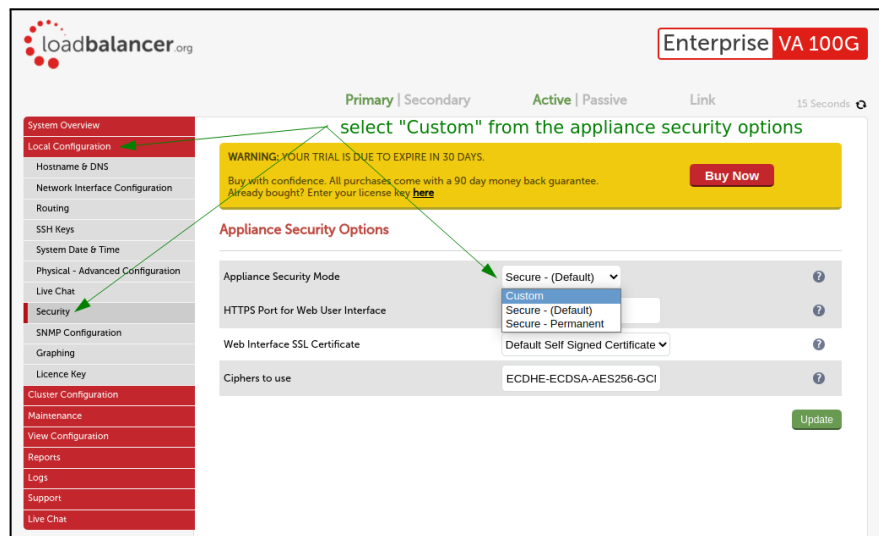 loadbalancer.org
Enterprise VA 100G
Primary | Secondary Active | Passive Link 15 Seconds
select "Custom" from the appliance security options
System Overview
Local Configuration
Hostname & DNS
Network Interface Configuration
Routing
SSH Keys
System Date & Time
Physical - Advanced Configuration
Live Chat
Security
SNMP Configuration
Graphing
Licence Key
Cluster Configuration
Maintenance
View Configuration
Reports
Logs
Support
Live Chat
WARNING: YOUR TRIAL IS DUE TO EXPIRE IN 30 DAYS.
Buy with confidence. All purchases come with a 90 day money back guarantee.
Already bought? Enter your license key here
Buy Now
Appliance Security Options
Appliance Security Mode Secure - (Default) ?
Custom
Secure - (Default)
Secure - Permanent
HTTPS Port for Web User Interface ?
Web Interface SSL Certificate Default Self Signed Certificate ?
Ciphers to use ECDHE-ECDSA-AES256-GCI ?
Update